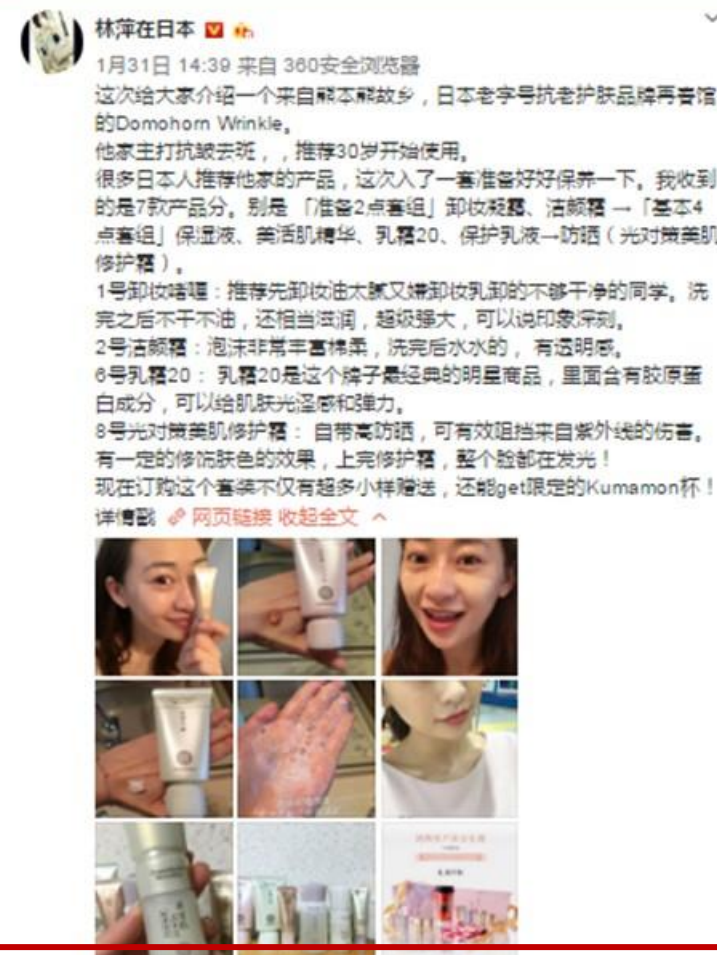 林萍在日本
1月31日 14:39 来自 360安全浏览器
这次给大家介绍一个来自熊本熊故乡，日本老字号抗老护肤品牌再春馆
的Domohorn Wrinkle。
他家主打抗皱去斑，，推荐30岁开始使用。
很多日本人推荐他家的产品，这次入了一套准备好好保养一下。我收到
的是7款产品分。别是 「准备2点套组」卸妆凝露、洁颜霜 →「基本4
点套组」保湿液、美活肌精华、乳霜20、保护乳液→防晒（光对策美肌
修护霜）。
1号卸妆啫喱：推荐先卸妆油太腻又嫌卸妆乳卸的不够干净的同学。洗
完之后不干不油，还相当滋润，超级强大，可以说印象深刻。
2号洁颜霜：泡沫非常丰富棉柔，洗完后水水的， 有透明感。
6号乳霜20： 乳霜20是这个牌子最经典的明星商品，里面含有胶原蛋
白成分，可以给肌肤光泽感和弹力。
8号光对策美肌修护霜： 自带高防晒，可有效阻挡来自紫外线的伤害。
有一定的修饰肤色的效果，上完修护霜，整个脸都在发光！
现在订购这个套装不仅有超多小样赠送，还能get限定的Kumamon杯！
详情戳 网页链接 收起全文